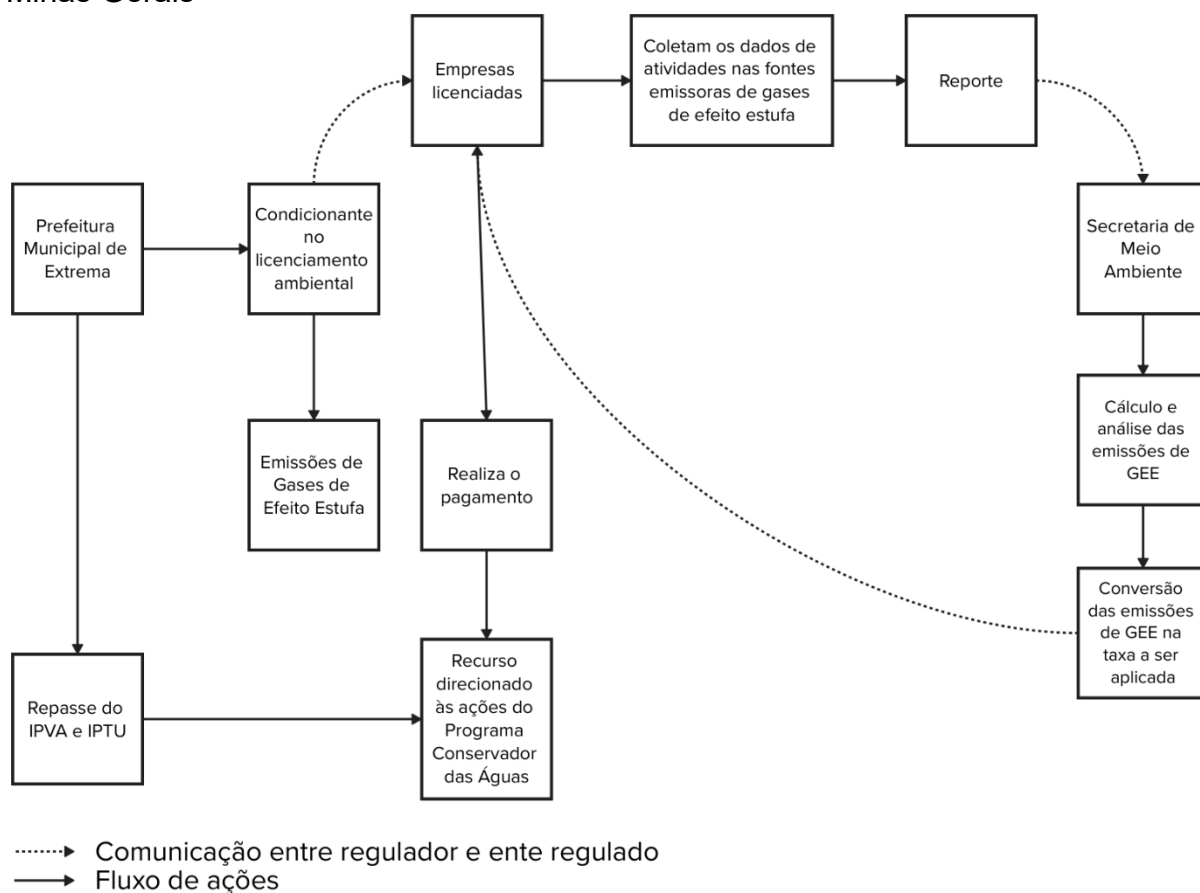 Minas Gerais
Empresas
licenciadas
Coletam os dados de
atividades nas fontes
emissoras de gases
de efeito estufa
Reporte
Prefeitura
Municipal de
Extrema
Condicionante
no
licenciamento
ambiental
Secretaria de
Meio
Ambiente
Emissões de
Gases de
Efeito Estufa
Realiza o
pagamento
Cálculo e
análise das
emissões de
GEE
Repasse do
IPVA e IPTU
Recurso
direcionado
às ações do
Programa
Conservador
das Águas
Conversão
das emissões
de GEE na
taxa a ser
aplicada
Comunicação entre regulador e ente regulado
Fluxo de ações